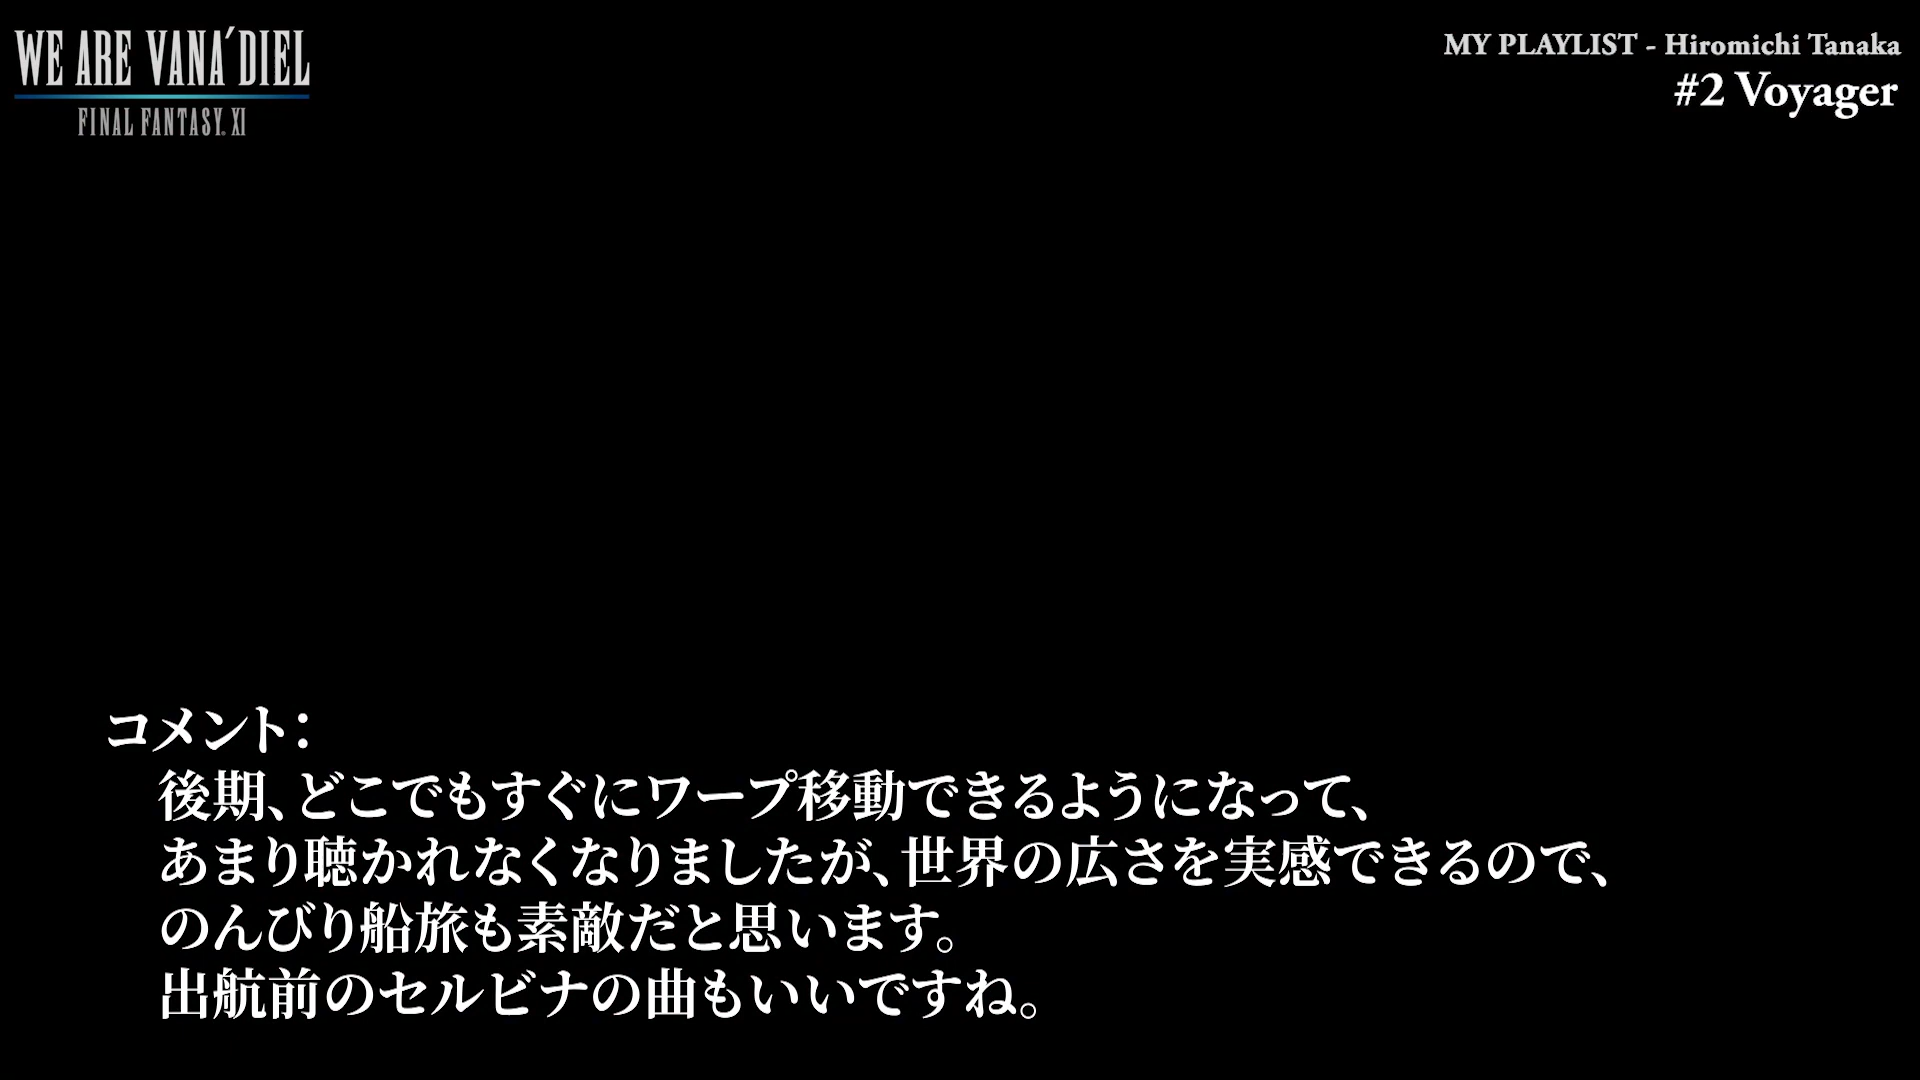 WE ARE VANA´DIEL
FINAL FANTASY. XI
MY PLAYLIST - Hiromichi Tanaka
#2 Voyager
コメント：
後期、どこでもすぐにワープ移動できるようになって、
あまり聴かれなくなりましたが、世界の広さを実感できるので、
のんびり船旅も素敵だと思います。
出航前のセルビナの曲もいいですね。